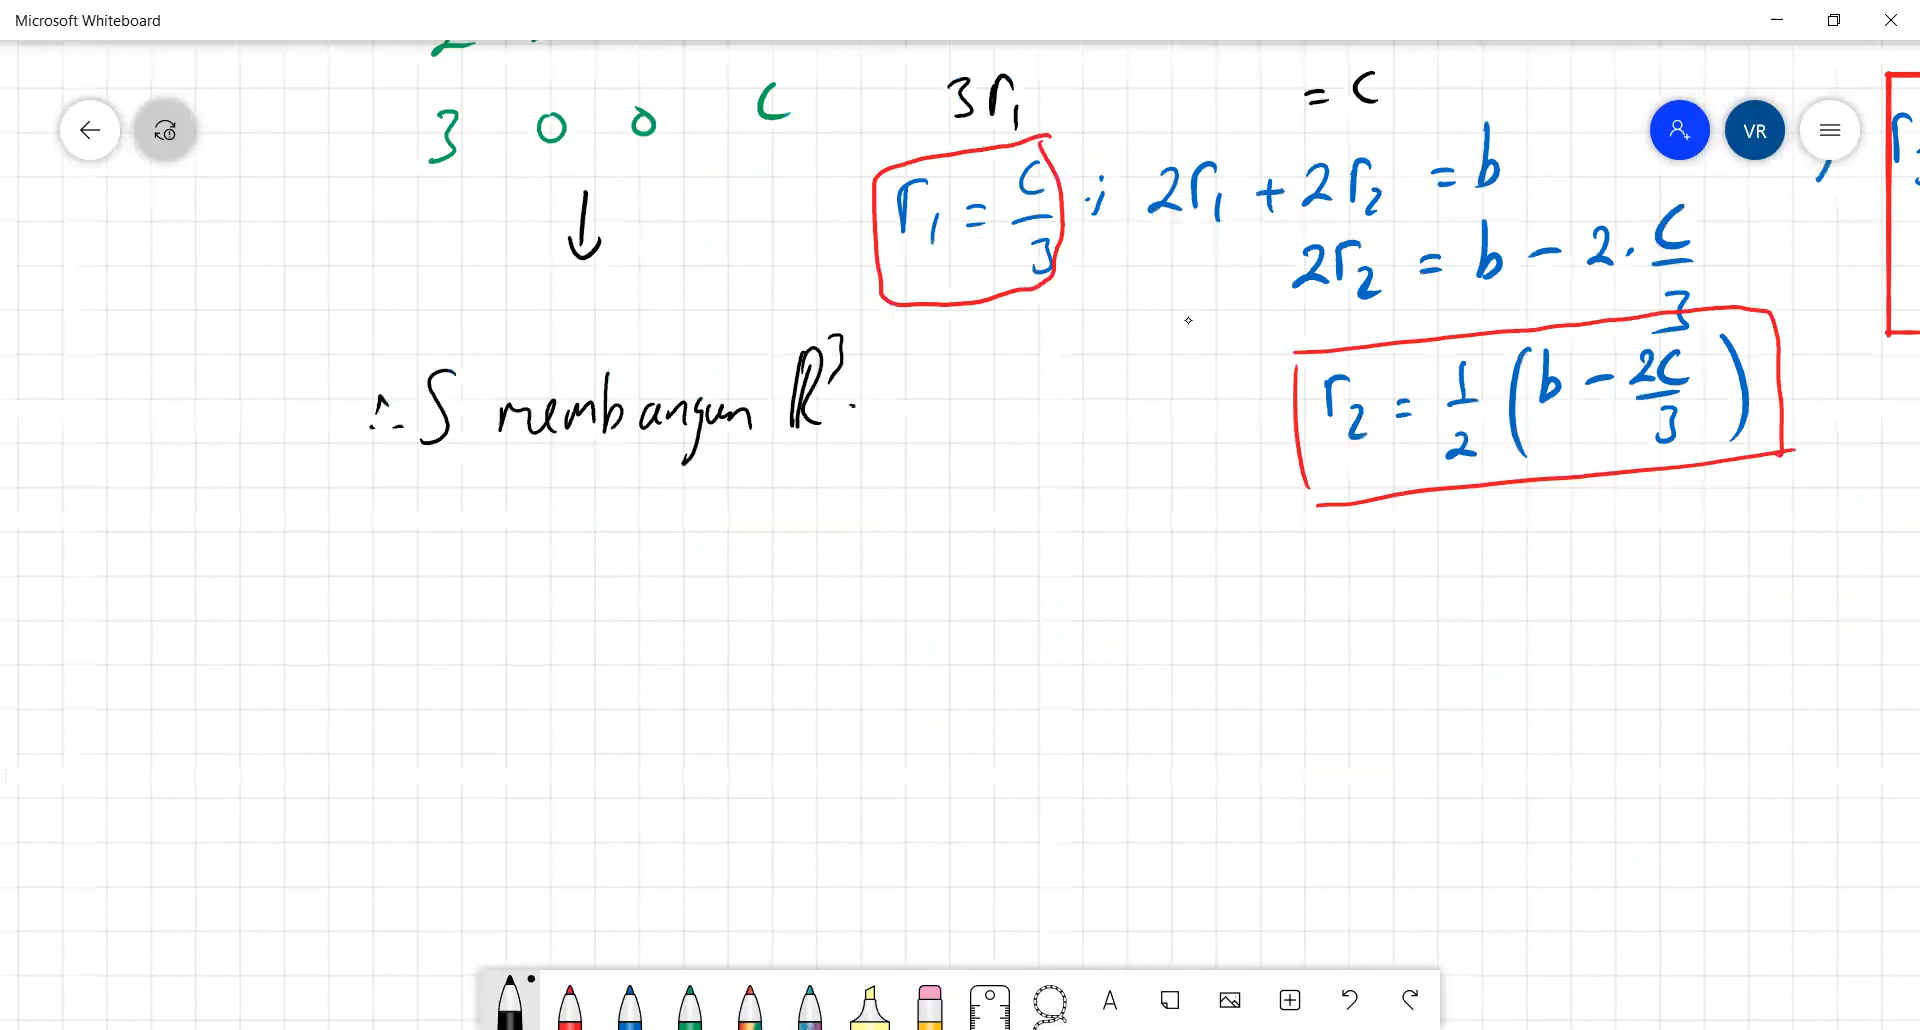 Microsoft Whiteboard
3 0 0 c
3r₁ = c
r₁ = c/3 ; 2r₁ + 2r₂ = b
2r₂ = b - 2 · c/3
r₂ = 1/2 (b - 2c/3)
∴ S membangun ℝ³.
VR
A